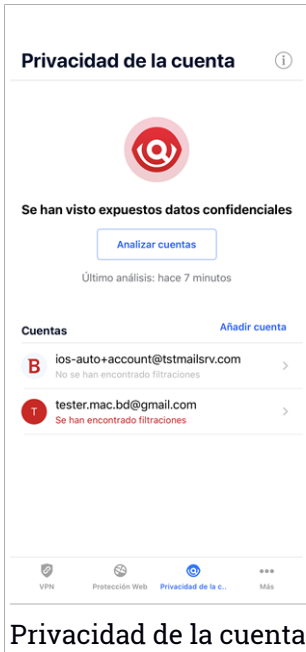 Privacidad de la cuenta
i
Se han visto expuestos datos confidenciales
Analizar cuentas
Último análisis: hace 7 minutos
Cuentas
Añadir cuenta
B
ios-auto+account@tstmailsrv.com
No se han encontrado filtraciones
T
tester.mac.bd@gmail.com
Se han encontrado filtraciones
VPN
Protección Web
Privacidad de la c..
Más
Privacidad de la cuenta